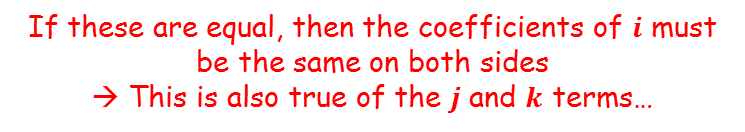 If these are equal, then the coefficients of i must
be the same on both sides
→ This is also true of the j and k terms…